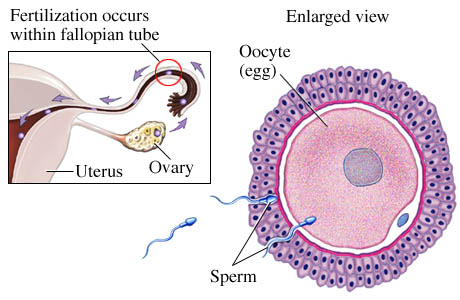 Fertilization occurs
within fallopian tube
Uterus
Ovary
Enlarged view
Oocyte
(egg)
Sperm